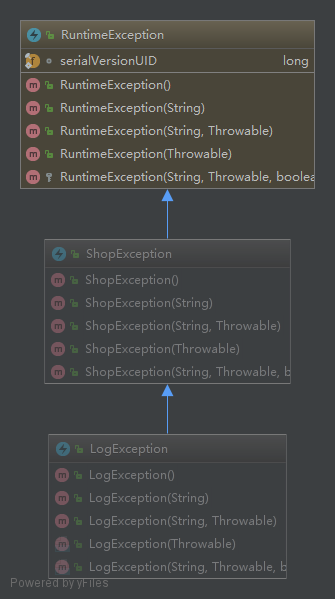 RuntimeException
serialVersionUID long
RuntimeException()
RuntimeException(String)
RuntimeException(String, Throwable)
RuntimeException(Throwable)
RuntimeException(String, Throwable, boolea
ShopException
ShopException()
ShopException(String)
ShopException(String, Throwable)
ShopException(Throwable)
ShopException(String, Throwable, b
LogException
LogException()
LogException(String)
LogException(String, Throwable)
LogException(Throwable)
LogException(String, Throwable, b
Powered by yFiles